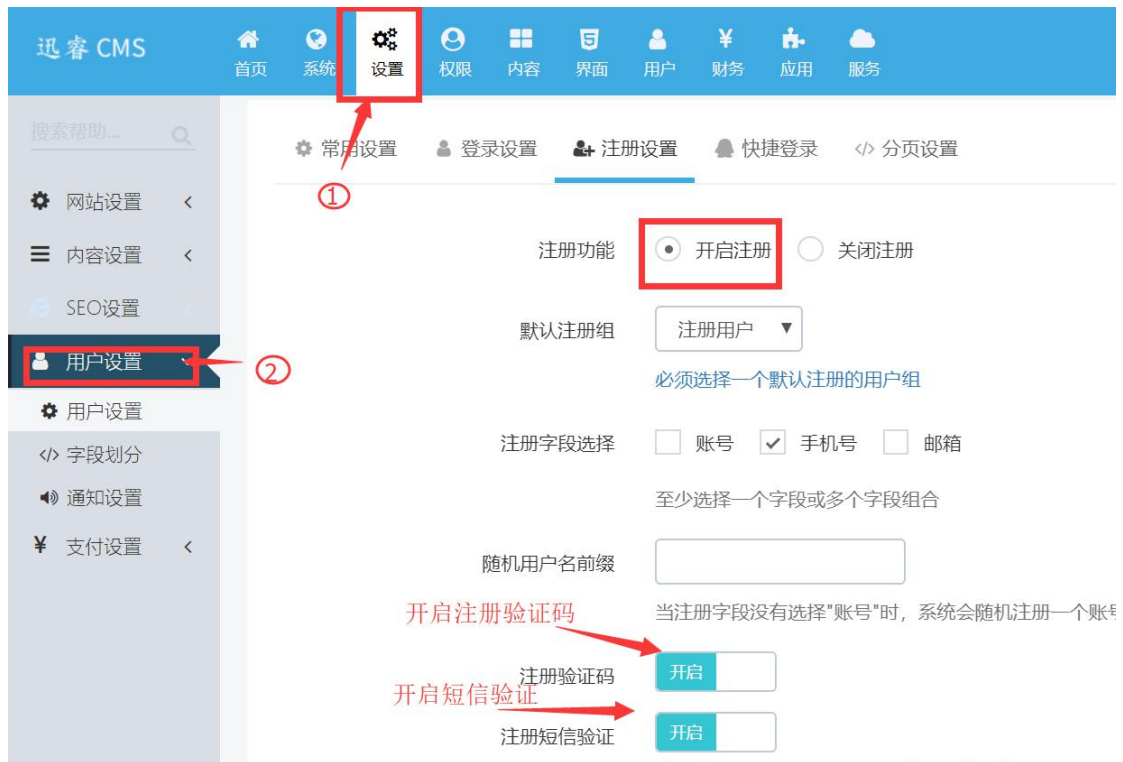 迅睿 CMS
首页 系统 设置 权限 内容 界面 用户 ¥ 财务 应用 服务
搜索帮助...
常用设置 登录设置 注册设置 快捷登录 </> 分页设置
①
网站设置
内容设置
SEO设置
用户设置
②
用户设置
</> 字段划分
通知设置
¥ 支付设置
注册功能 开启注册 关闭注册
默认注册组 注册用户
必须选择一个默认注册的用户组
注册字段选择 账号 手机号 邮箱
至少选择一个字段或多个字段组合
随机用户名前缀
当注册字段没有选择"账号"时，系统会随机注册一个账号
开启注册验证码
注册验证码 开启
开启短信验证
注册短信验证 开启